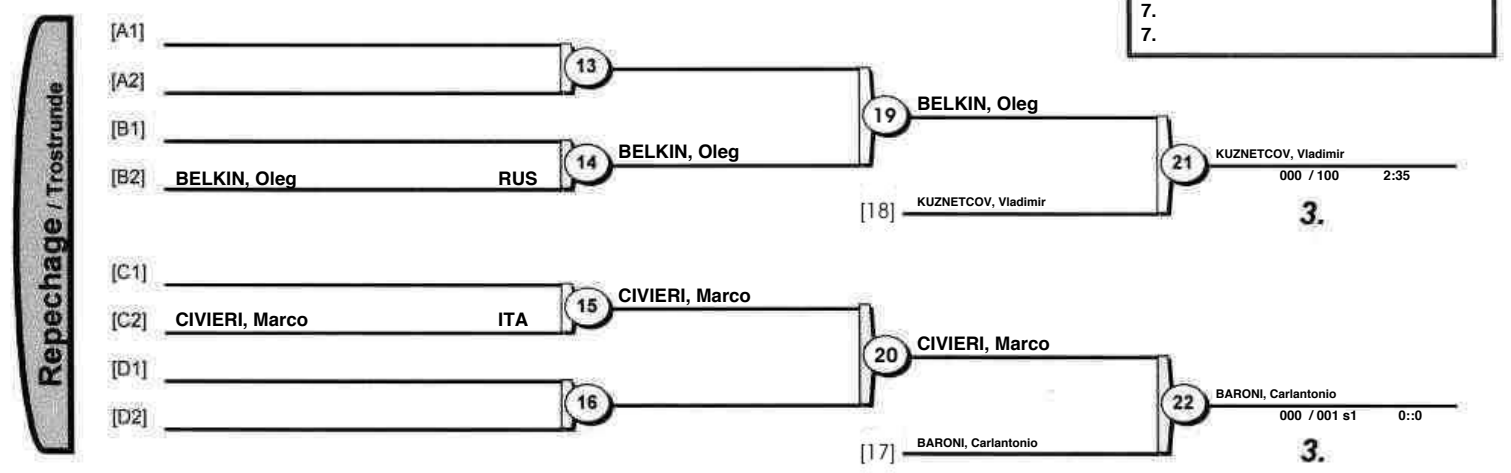 7.
7.
Repechage / Trostrunde
[A1]
[A2]
13
[B1]
[B2] BELKIN, Oleg RUS
14 BELKIN, Oleg
19 BELKIN, Oleg
[18] KUZNETCOV, Vladimir
21 KUZNETCOV, Vladimir
000 / 100 2:35
3.
[C1]
[C2] CIVIERI, Marco ITA
15 CIVIERI, Marco
[D1]
[D2]
16
20 CIVIERI, Marco
[17] BARONI, Carlantonio
22 BARONI, Carlantonio
000 / 001 s1 0::0
3.